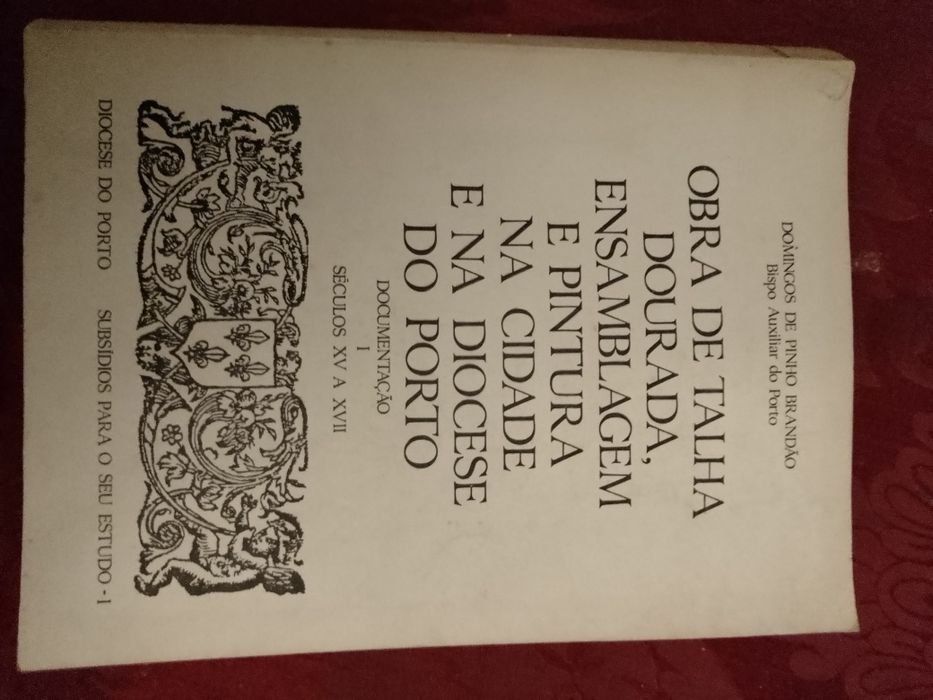 DOMINGOS DE PINHO BRANDÃO
Bispo Auxiliar do Porto
OBRA DE TALHA
DOURADA,
ENSAMBLAGEM
E PINTURA
NA CIDADE
E NA DIOCESE
DO PORTO
DOCUMENTAÇÃO
I
SÉCULOS XV A XVII
DIOCESE DO PORTO SUBSÍDIOS PARA O SEU ESTUDO - 1